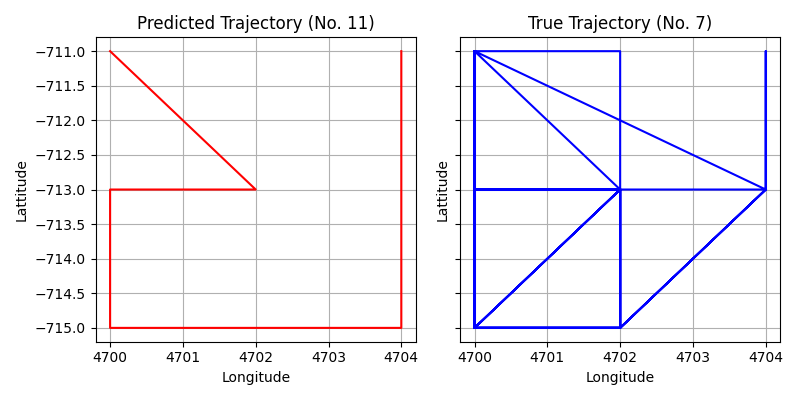 Predicted Trajectory (No. 11)
True Trajectory (No. 7)
Lattitude
−711.0
−711.5
−712.0
−712.5
−713.0
−713.5
−714.0
−714.5
−715.0
4700 4701 4702 4703 4704
Longitude
Lattitude
4700 4701 4702 4703 4704
Longitude